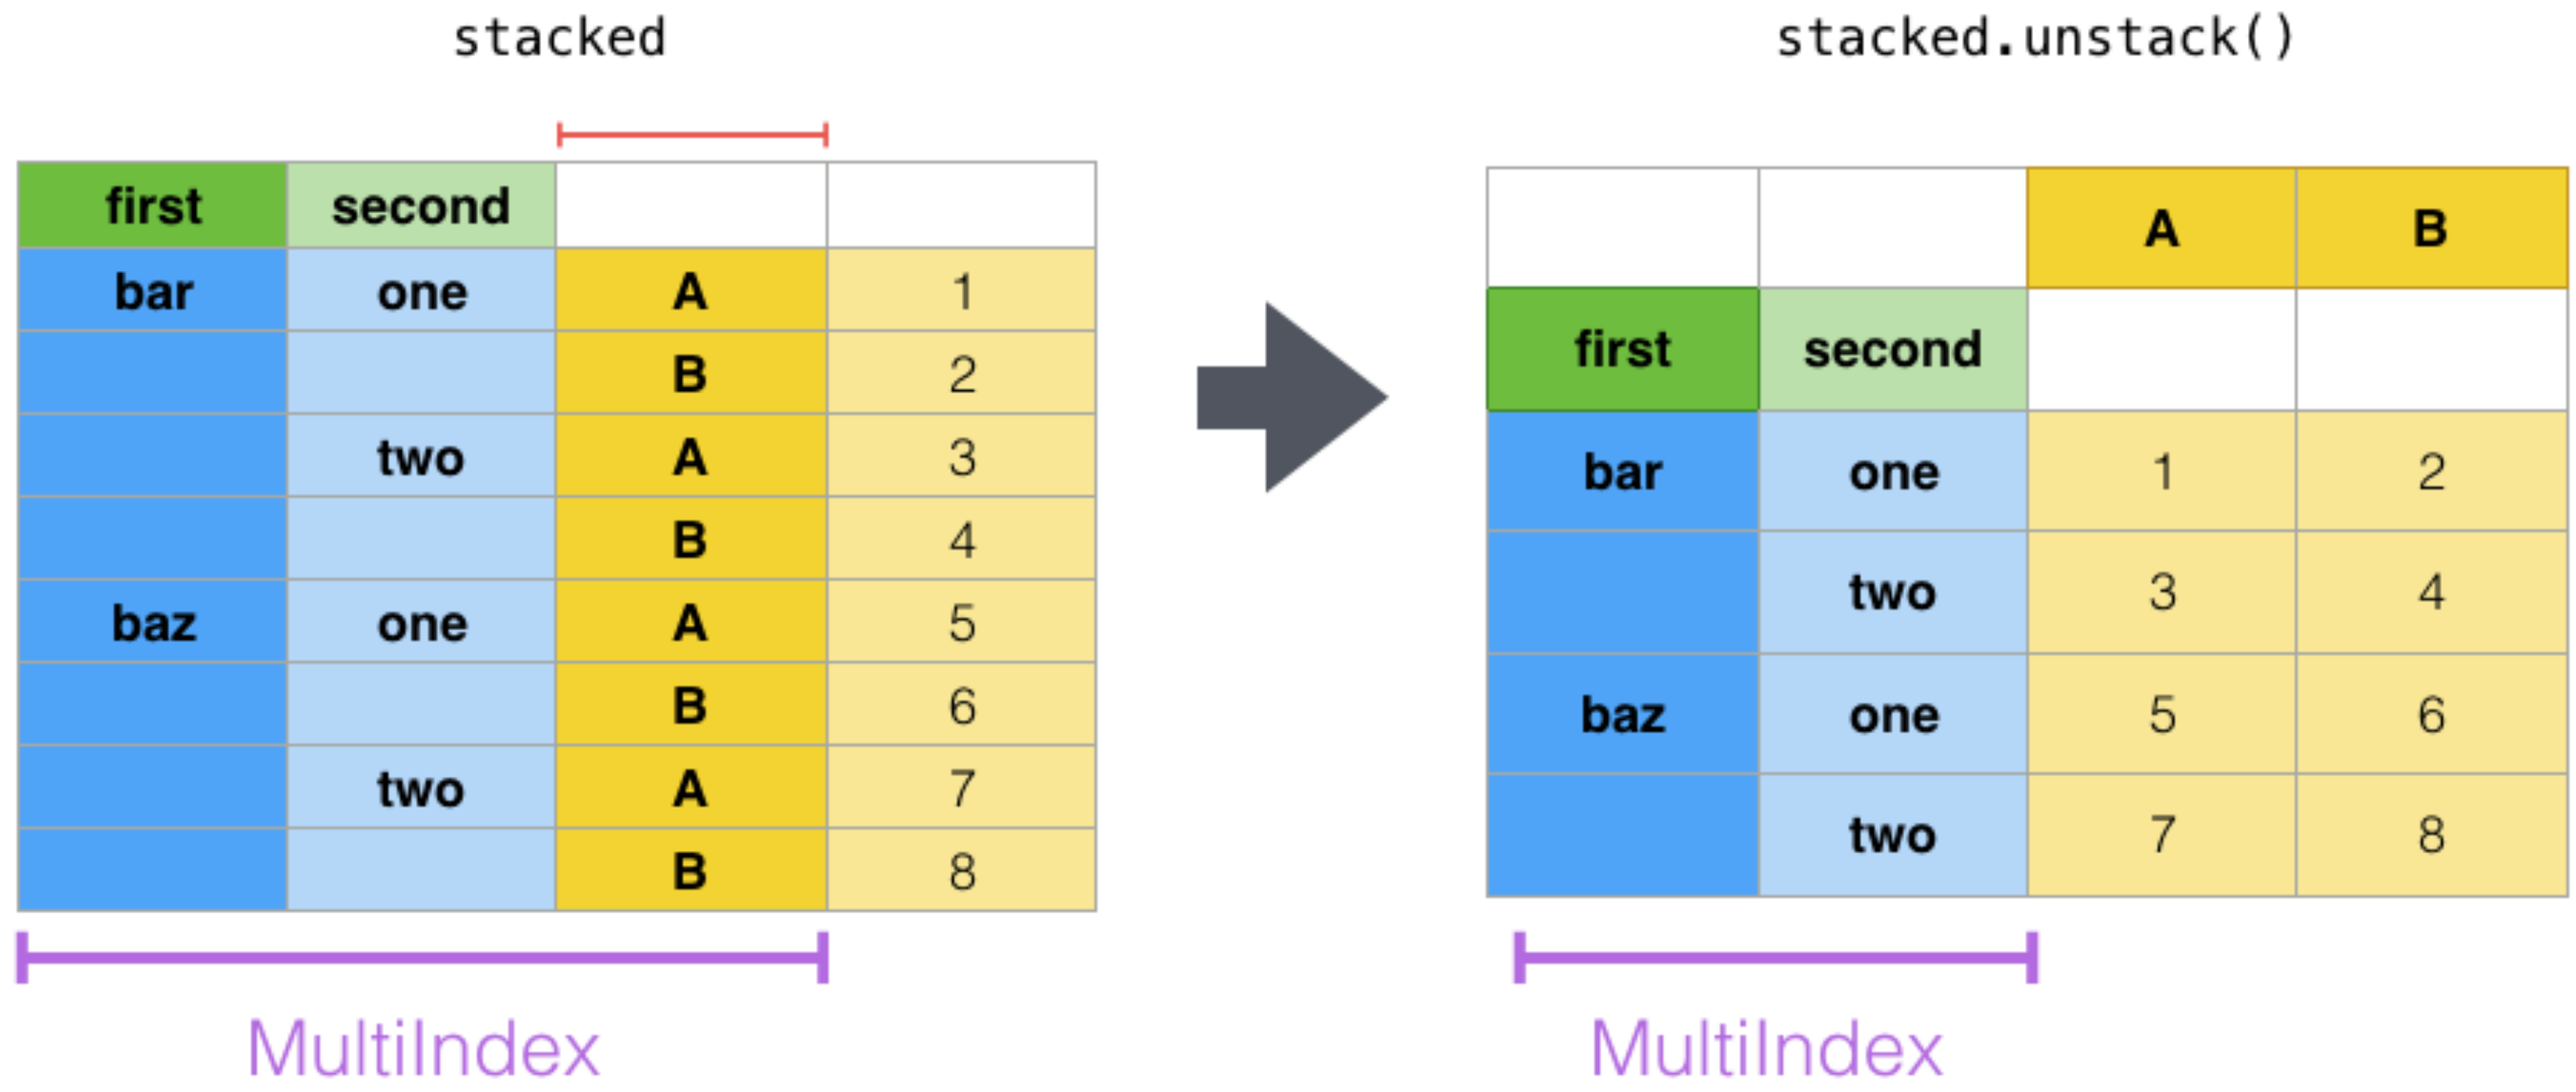 stacked
first second
bar one A 1
B 2
two A 3
B 4
baz one A 5
B 6
two A 7
B 8
MultiIndex
stacked.unstack()
A B
first second
bar one 1 2
two 3 4
baz one 5 6
two 7 8
MultiIndex